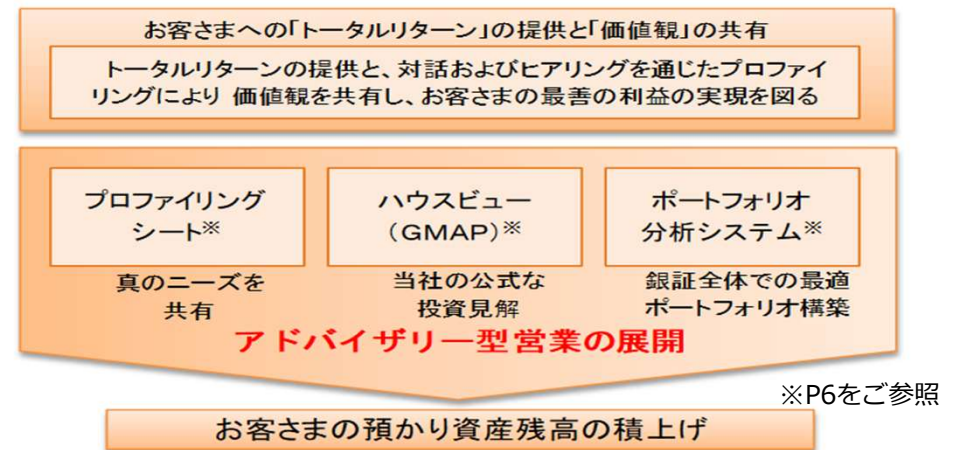 お客さまへの「トータルリターン」の提供と「価値観」の共有
トータルリターンの提供と、対話およびヒアリングを通じたプロファイ
リングにより 価値観を共有し、お客さまの最善の利益の実現を図る
プロファイリング
シート※
真のニーズを
共有
ハウスビュー
(GMAP)※
当社の公式な
投資見解
ポートフォリオ
分析システム※
銀証全体での最適
ポートフォリオ構築
アドバイザリー型営業の展開
※P6をご参照
お客さまの預かり資産残高の積上げ